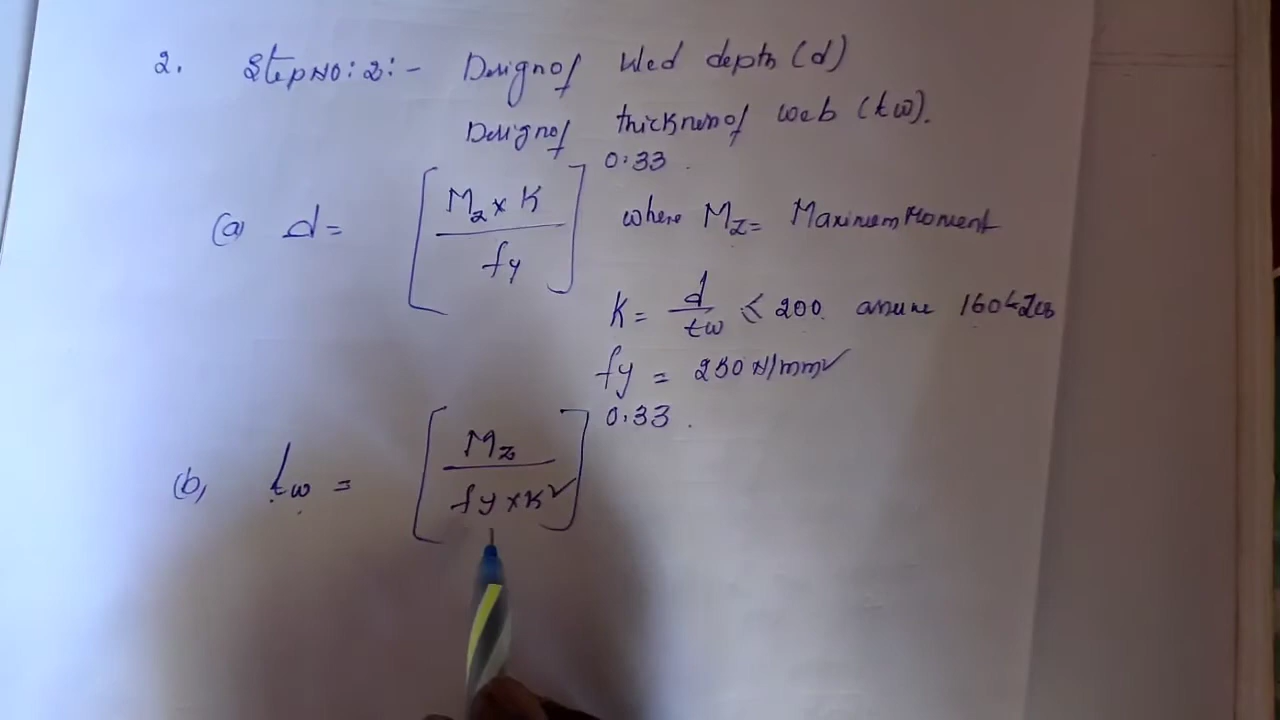 2. Step NO: 2:- Design of Web depth (d)
Design of thickness of web (tw).
(a) d = [ Mz x K / fy ] 0.33
where Mz = Maximum Moment
K = d / tw ≤ 200. assume 160
fy = 250 N/mm²
(b) tw = [ Mz / fy x K² ] 0.33